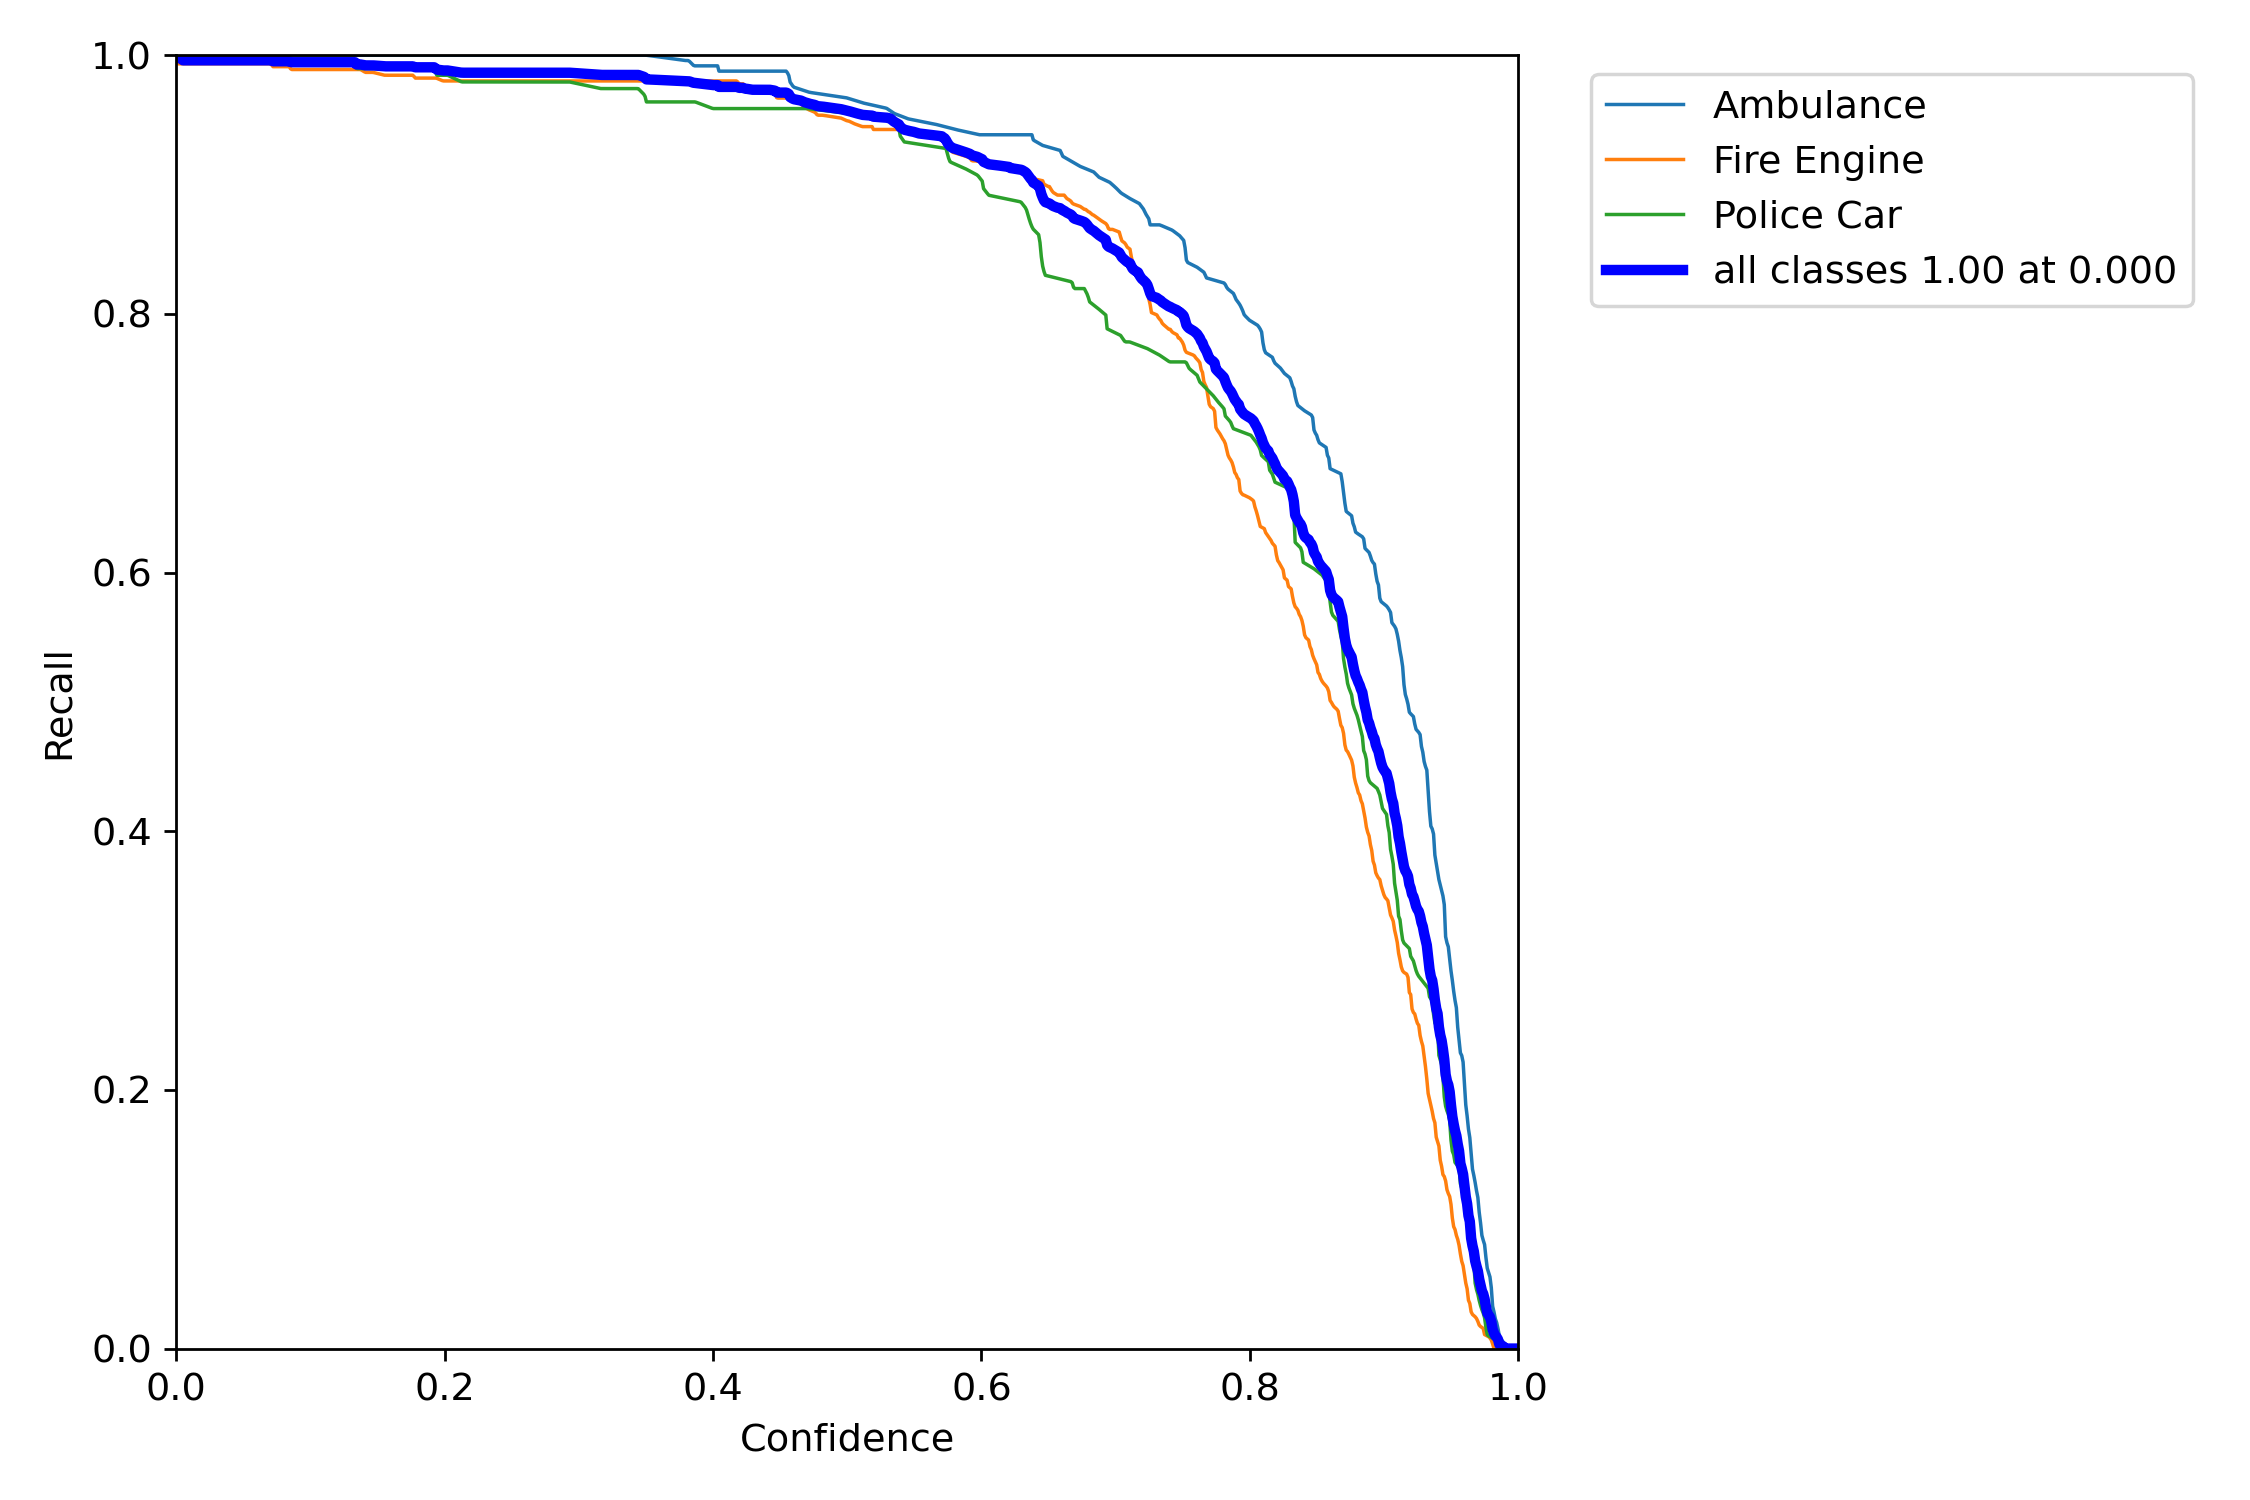 1.0
0.8
0.6
0.4
0.2
0.0
Recall
0.0 0.2 0.4 0.6 0.8 1.0
Confidence
Ambulance
Fire Engine
Police Car
all classes 1.00 at 0.000